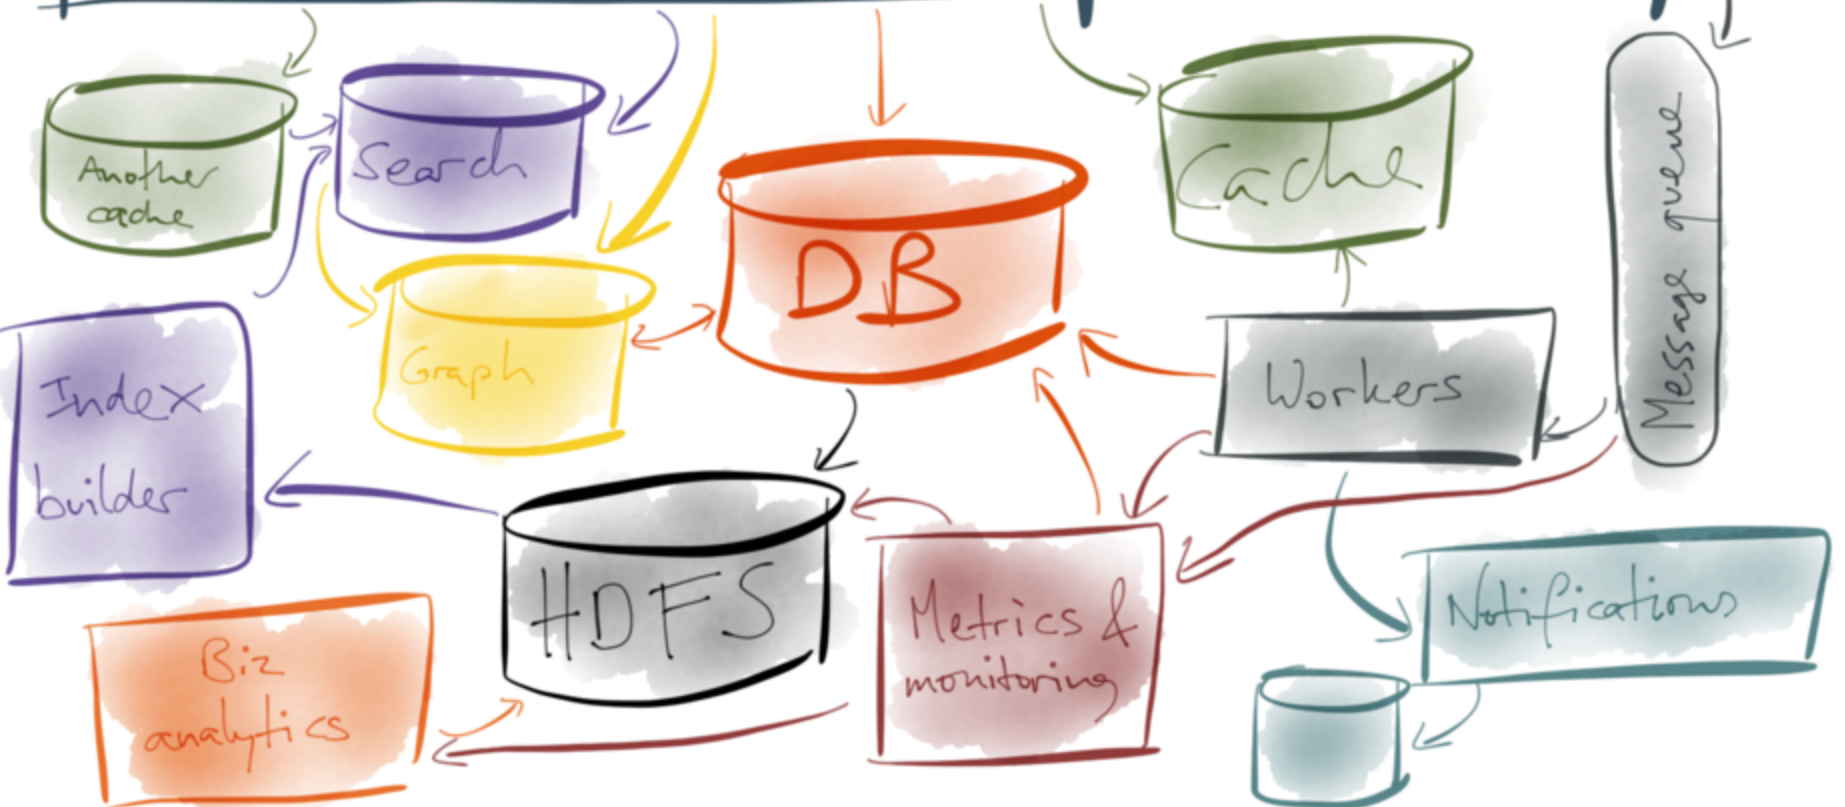 Another
cache
Search
DB
Cache
Message queue
Graph
Workers
Index
builder
HDFS
Metrics &
monitoring
Notifications
Biz
analytics